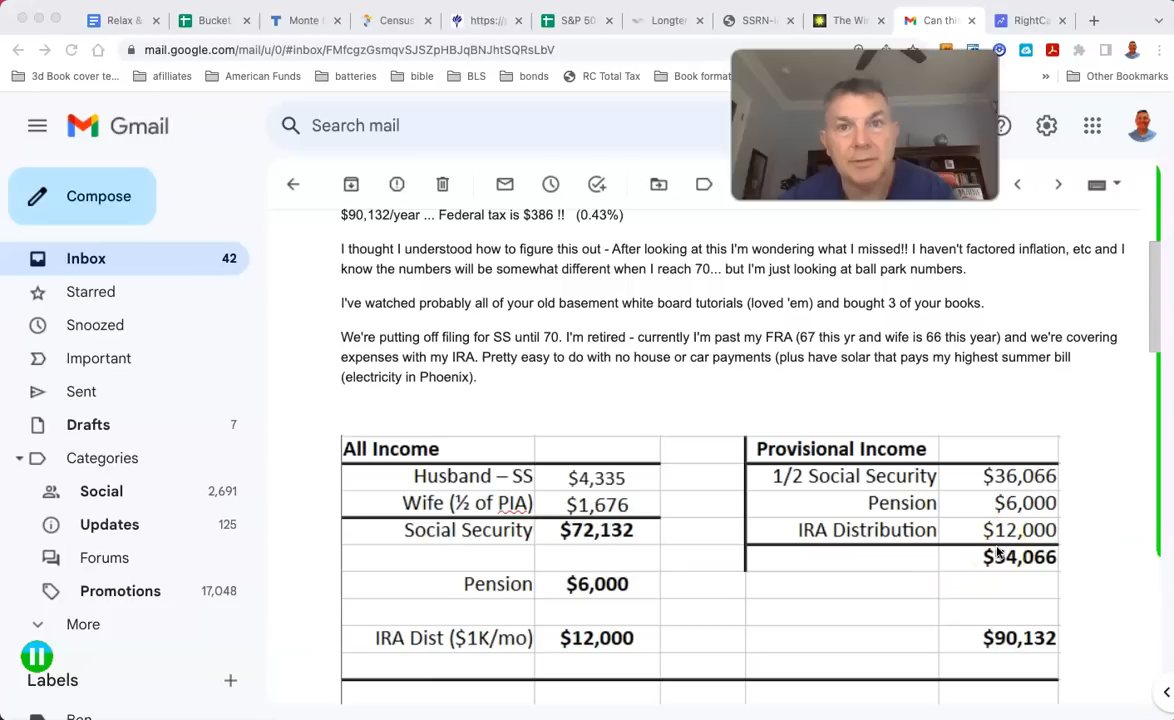 Relax &
Bucket
Monte
Census
https:/
S&P 50
Longter
SSRN-i
The Wi
Can thi
RightCa
mail.google.com/mail/u/0/#inbox/FMfcgzGsmqvSJSZpHBJqBNJhtSQRsLbV
3d Book cover te...
afilliates
American Funds
batteries
bible
BLS
bonds
RC Total Tax
Book format
»
Other Bookmarks
Gmail
Search mail
Compose
Inbox 42
Starred
Snoozed
Important
Sent
Drafts 7
Categories
Social 2,691
Updates 125
Forums
Promotions 17,048
More
Labels
$90,132/year ... Federal tax is $386 !! (0.43%)
I thought I understood how to figure this out - After looking at this I'm wondering what I missed!! I haven't factored inflation, etc and I
know the numbers will be somewhat different when I reach 70... but I'm just looking at ball park numbers.
I've watched probably all of your old basement white board tutorials (loved 'em) and bought 3 of your books.
We're putting off filing for SS until 70. I'm retired - currently I'm past my FRA (67 this yr and wife is 66 this year) and we're covering
expenses with my IRA. Pretty easy to do with no house or car payments (plus have solar that pays my highest summer bill
(electricity in Phoenix).
All Income
Husband – SS $4,335
Wife (½ of PIA) $1,676
Social Security $72,132
Pension $6,000
IRA Dist ($1K/mo) $12,000
Provisional Income
1/2 Social Security $36,066
Pension $6,000
IRA Distribution $12,000
$54,066
$90,132